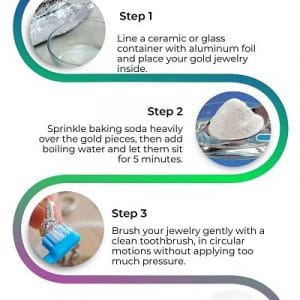 Step 1
Line a ceramic or glass
container with aluminum foil
and place your gold jewelry
inside.
Step 2
Sprinkle baking soda heavily
over the gold pieces, then add
boiling water and let them sit
for 5 minutes.
Step 3
Brush your jewelry gently with a
clean toothbrush, in circular
motions without applying too
much pressure.